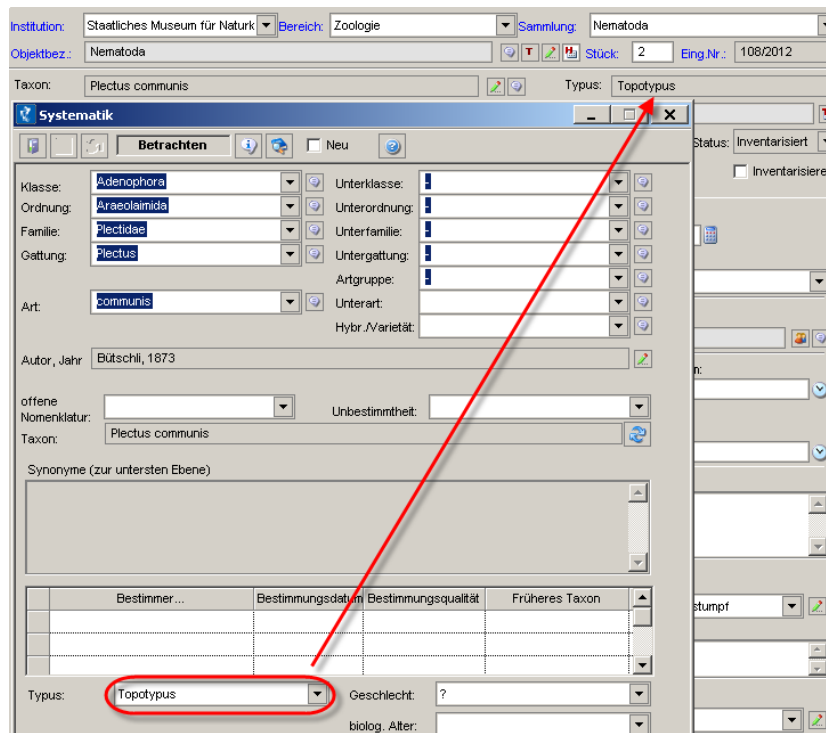 Institution: Staatliches Museum für Naturk Bereich: Zoologie Sammlung: Nematoda
Objektbez.: Nematoda T H Stück: 2 Eing.Nr.: 108/2012
Taxon: Plectus communis Typus: Topotypus
Systematik
Status: Inventarisiert
Betrachten Neu
Inventarisiere
Klasse: Adenophora Unterklasse: -
Ordnung: Araeolaimida Unterordnung: -
Familie: Plectidae Unterfamilie: -
Gattung: Plectus Untergattung: -
Artgruppe: -
Art: communis Unterart:
Hybr./Varietät:
Autor, Jahr Bütschli, 1873
n:
offene
Nomenklatur: Unbestimmtheit:
Taxon: Plectus communis
Synonyme (zur untersten Ebene)
Bestimmer... Bestimmungsdatum Bestimmungsqualität Früheres Taxon
stumpf
Typus: Topotypus Geschlecht: ?
biolog. Alter: